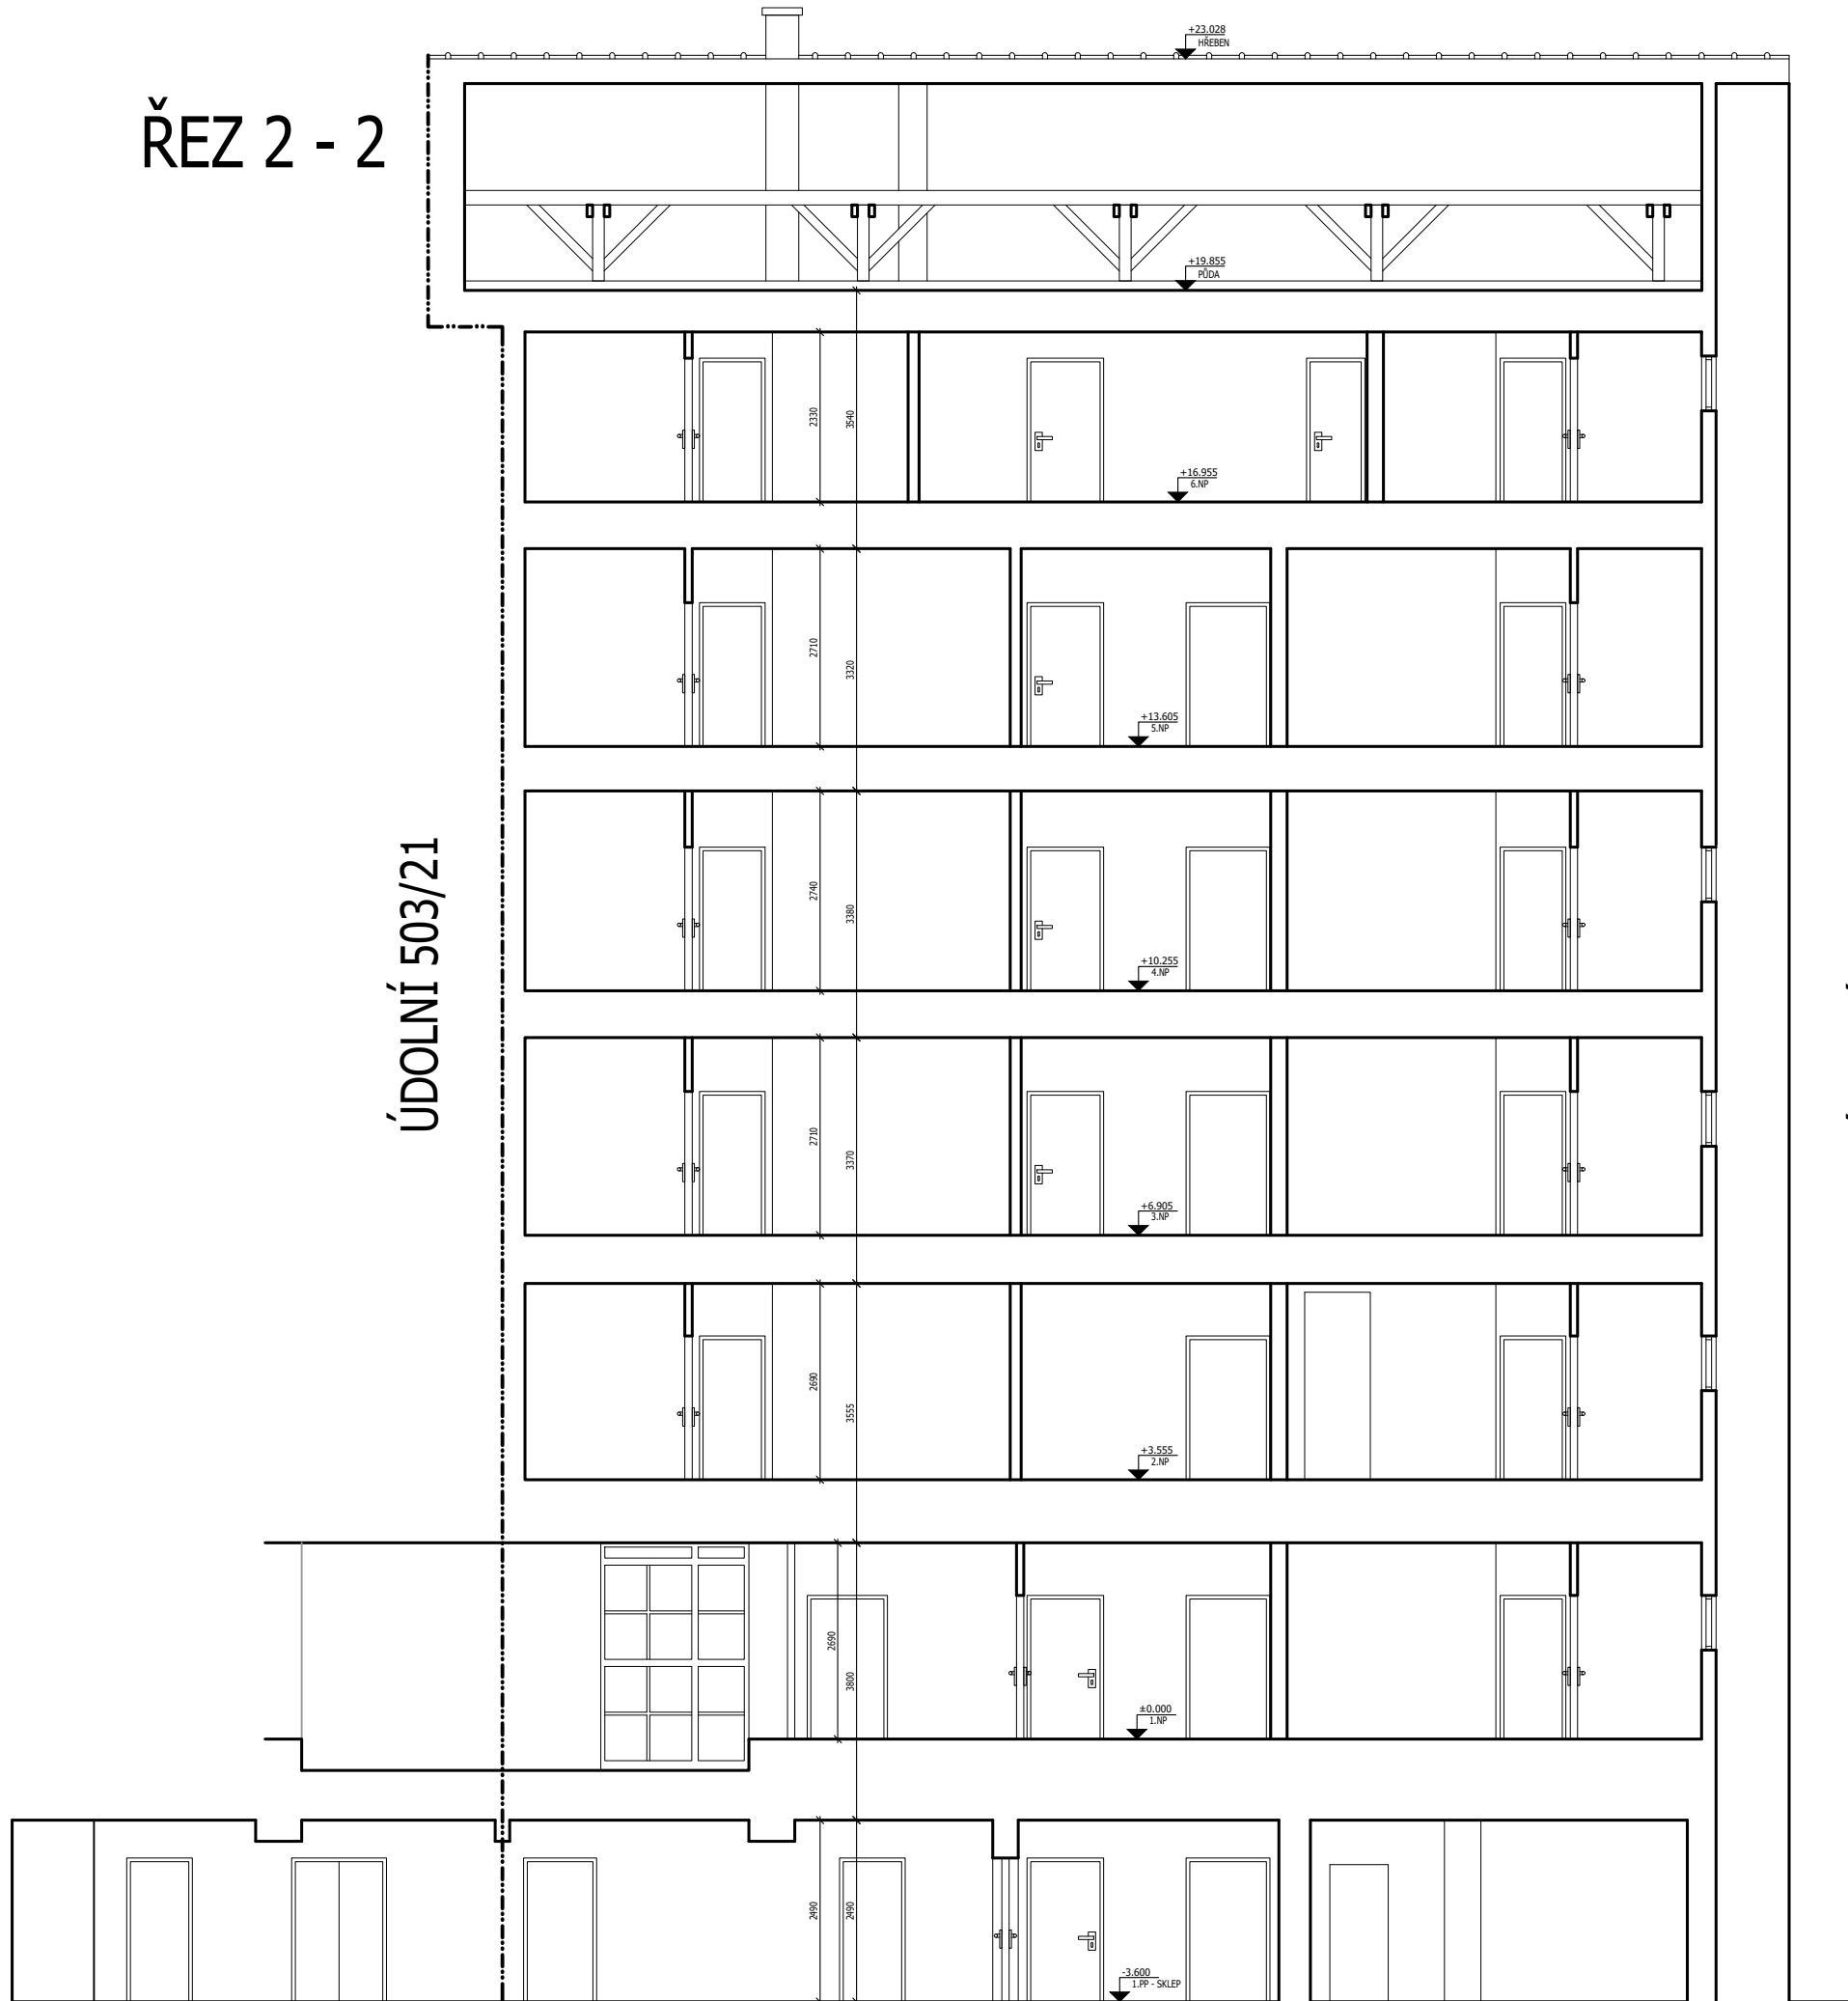 +23.028
HŘEBEN
ŘEZ 2 - 2
+19.855
PŮDA
2330
3540
+16.955
6.NP
2710
3320
+13.605
5.NP
ÚDOLNÍ 503/21
2740
3380
+10.255
4.NP
2710
3370
+6.905
3.NP
2690
3555
+3.555
2.NP
2690
3800
±0.000
1.NP
2490
2490
-3.600
1.PP - SKLEP